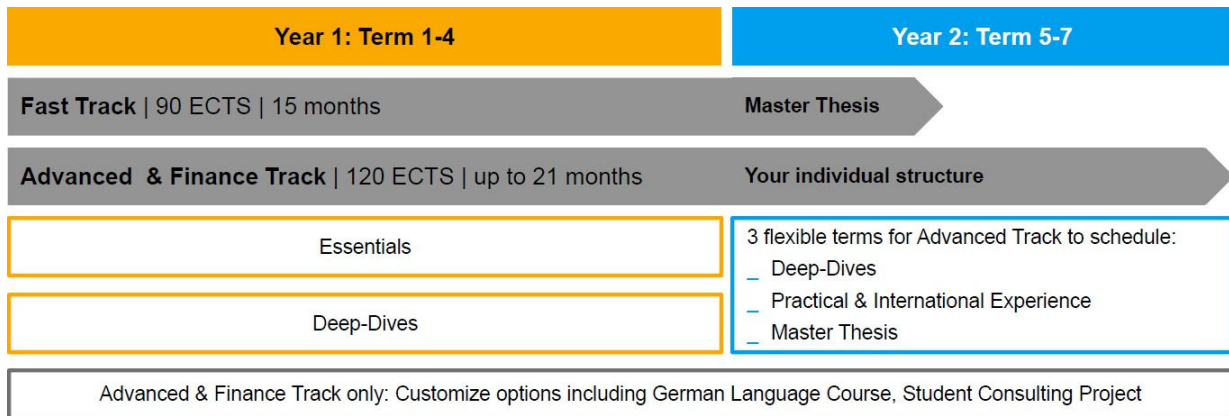 Year 1: Term 1-4
Year 2: Term 5-7
Fast Track | 90 ECTS | 15 months
Master Thesis
Advanced & Finance Track | 120 ECTS | up to 21 months
Your individual structure
Essentials
Deep-Dives
3 flexible terms for Advanced Track to schedule:
_ Deep-Dives
_ Practical & International Experience
_ Master Thesis
Advanced & Finance Track only: Customize options including German Language Course, Student Consulting Project